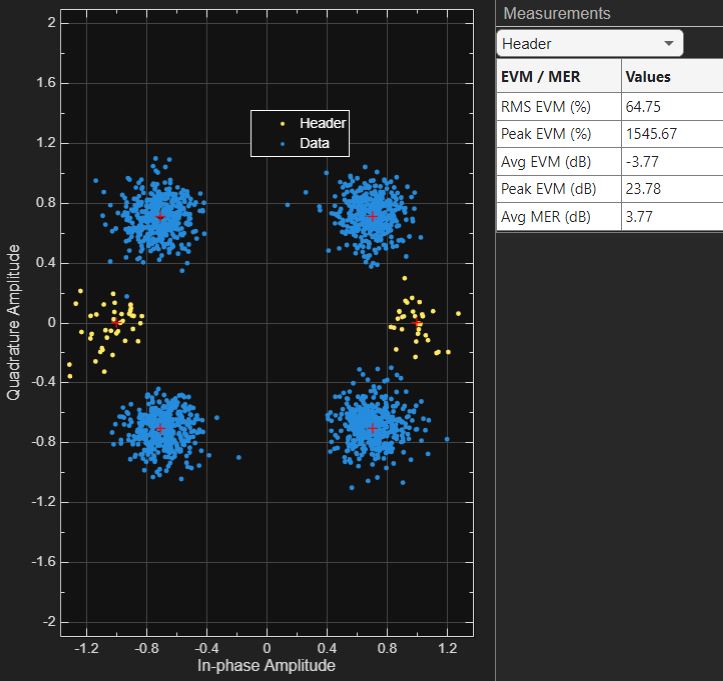 Measurements
Header
EVM / MER Values
RMS EVM (%) 64.75
Peak EVM (%) 1545.67
Avg EVM (dB) -3.77
Peak EVM (dB) 23.78
Avg MER (dB) 3.77
Header
Data
2
1.6
1.2
0.8
0.4
0
-0.4
-0.8
-1.2
-1.6
-2
Quadrature Amplitude
-1.2 -0.8 -0.4 0 0.4 0.8 1.2
In-phase Amplitude